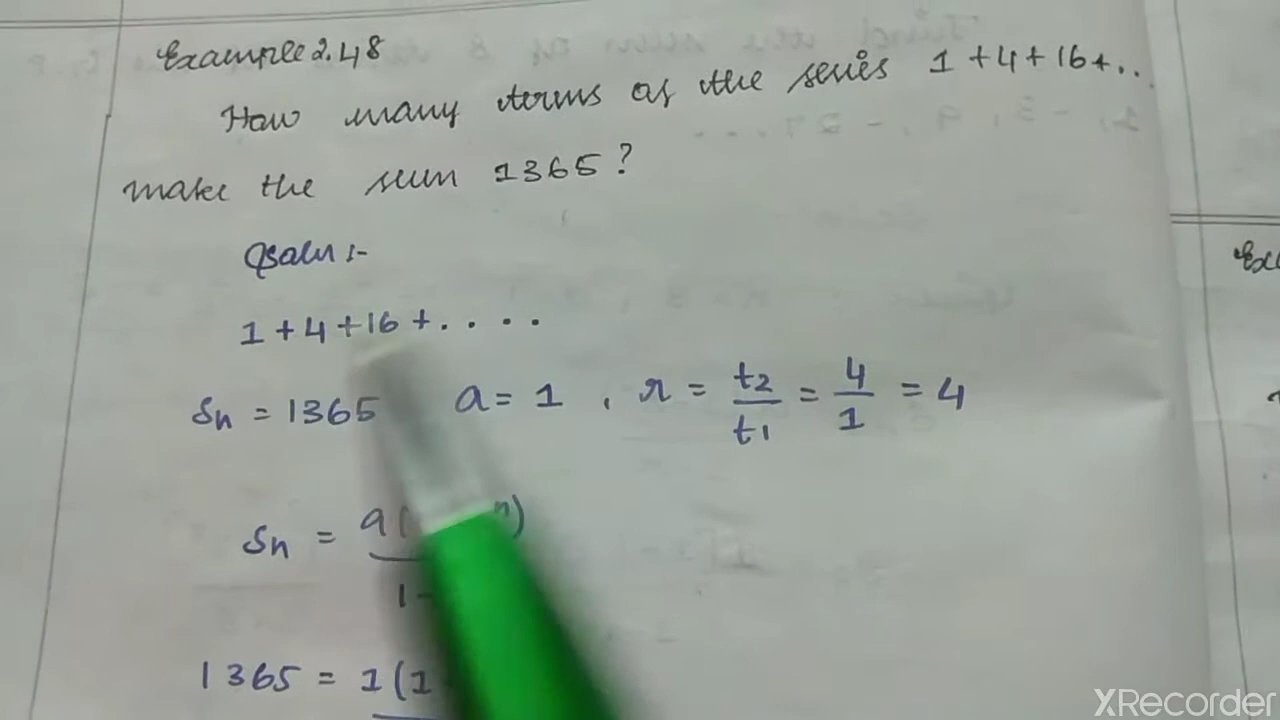 Example 2.48
How many terms of the series 1 + 4 + 16 + ..
make the sum 1365?
Soln :-
1 + 4 + 16 + ....
Sn = 1365 a = 1 , r = t2/t1 = 4/1 = 4
Sn = a( n) / 1-
1365 = 1(1
XRecorder